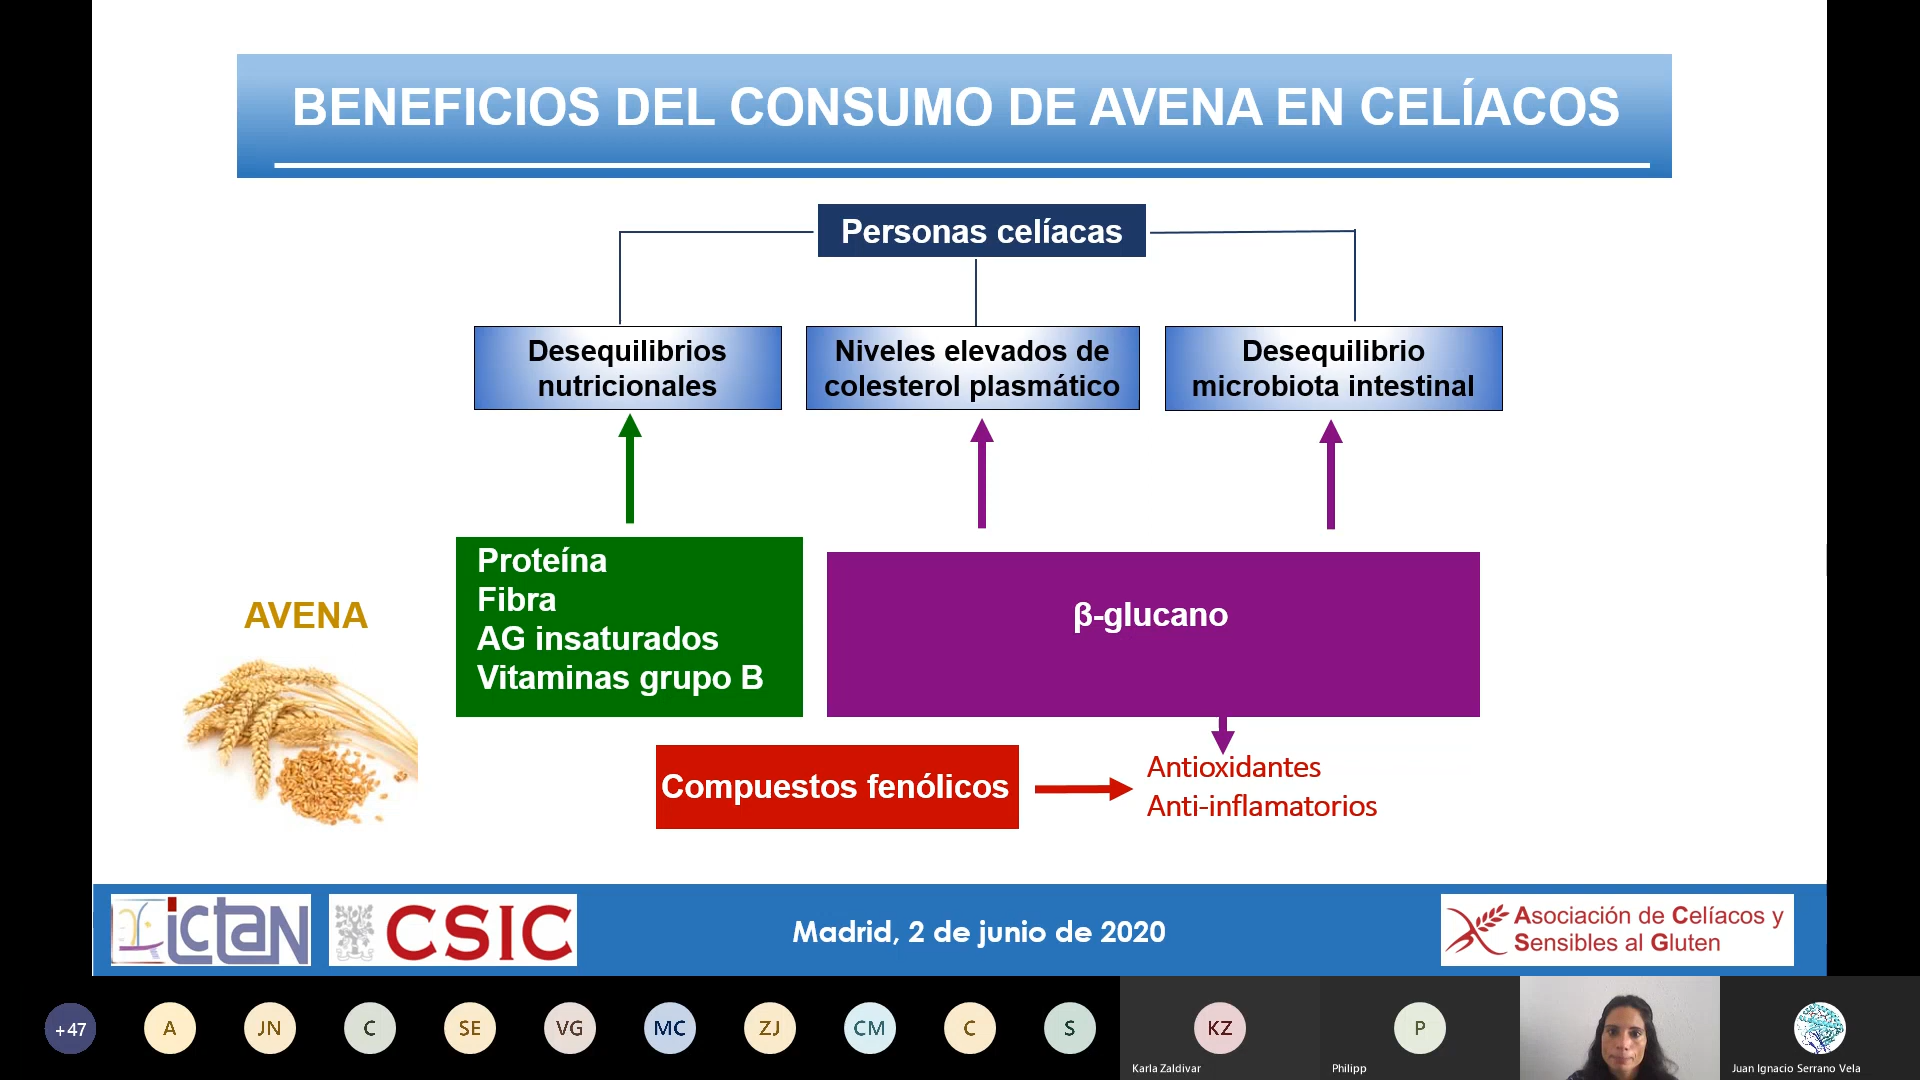 BENEFICIOS DEL CONSUMO DE AVENA EN CELÍACOS
Personas celíacas
Desequilibrios
nutricionales
Niveles elevados de
colesterol plasmático
Desequilibrio
microbiota intestinal
AVENA
Proteína
Fibra
AG insaturados
Vitaminas grupo B
β-glucano
Compuestos fenólicos
Antioxidantes
Anti-inflamatorios
ictan
CSIC
Madrid, 2 de junio de 2020
Asociación de Celíacos y
Sensibles al Gluten
+47
A
JN
C
SE
VG
MC
ZJ
CM
C
S
KZ
Karla Zaldivar
P
Philipp
Juan Ignacio Serrano Vela